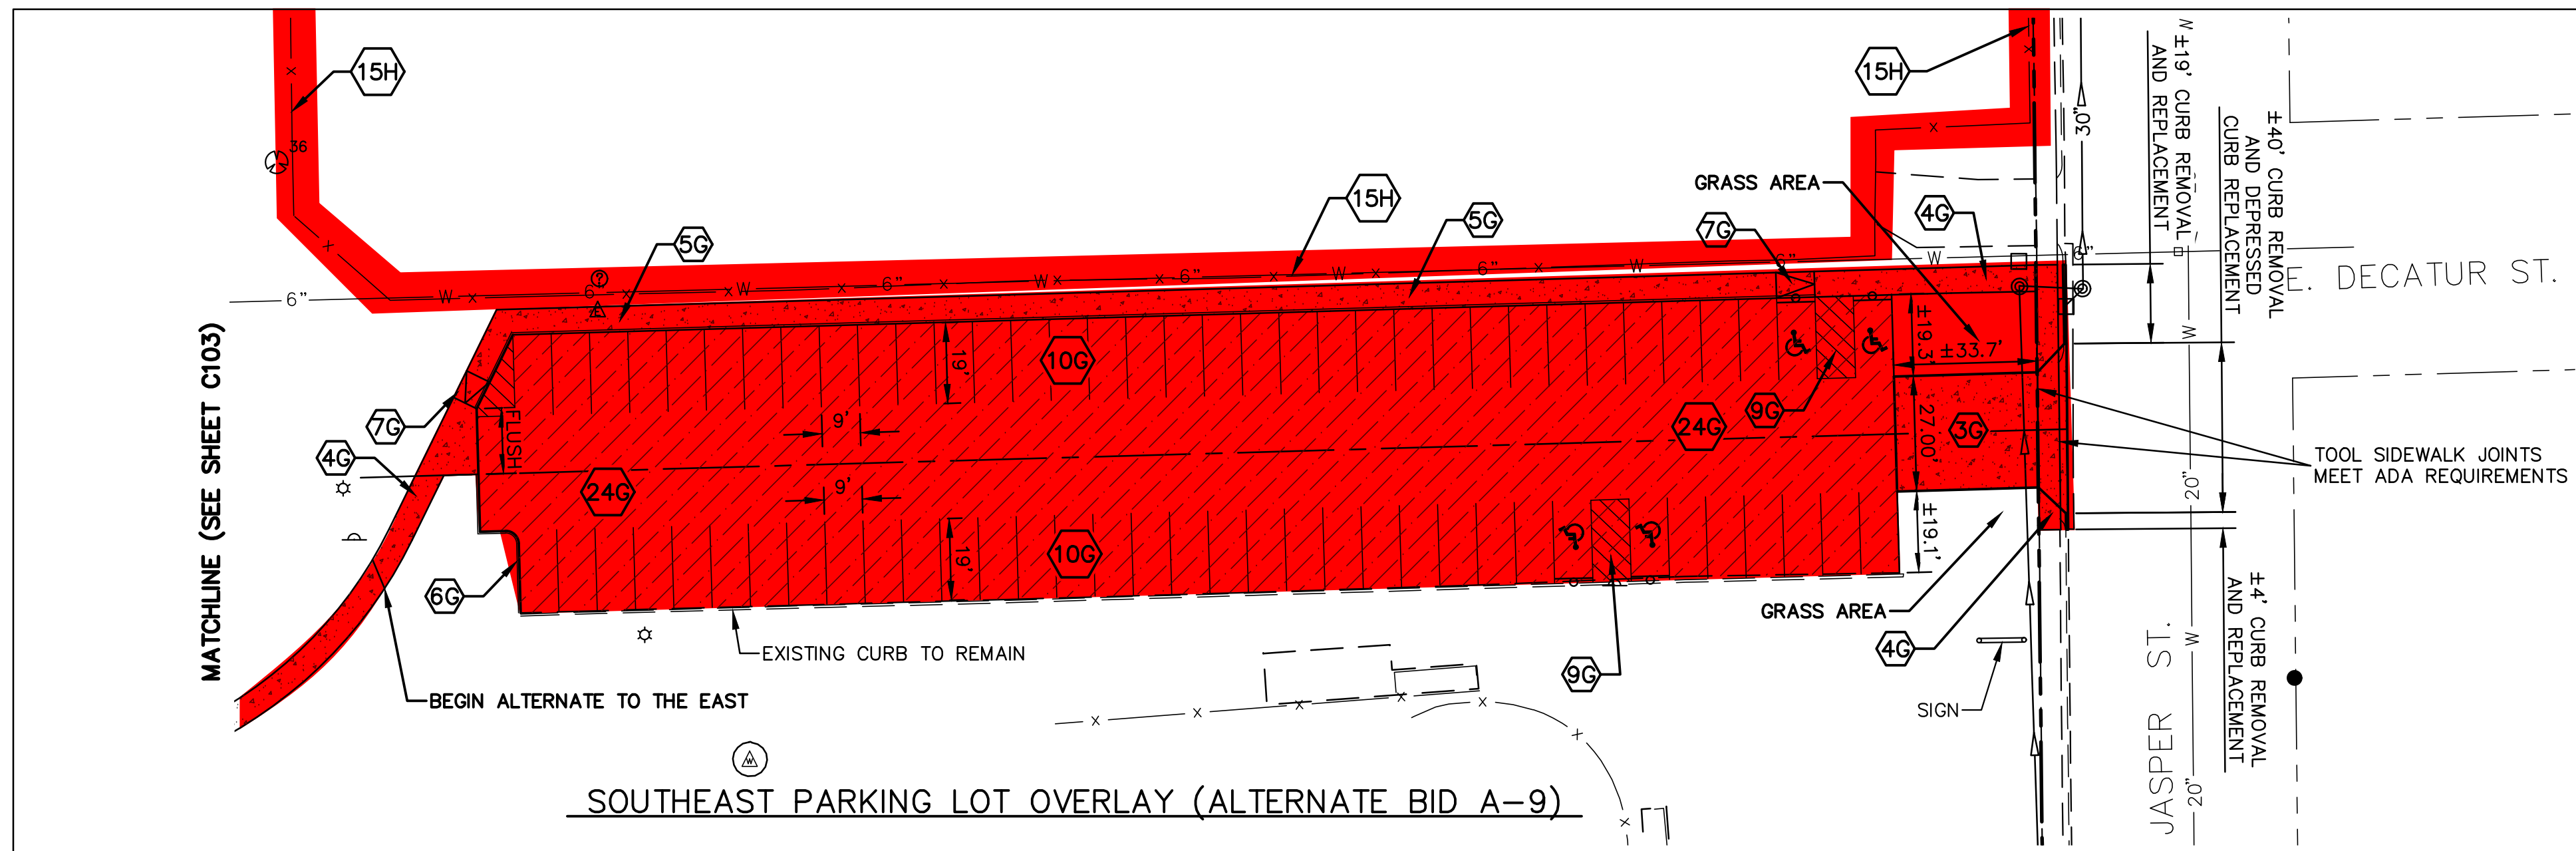 15H
36
15H
±19' CURB REMOVAL
AND REPLACEMENT
±40' CURB REMOVAL
AND DEPRESSED
CURB REPLACEMENT
30"
W
GRASS AREA
15H
5G
7G
4G
5G
6"
W
6"
W
6"
W
6"
W
6"
W
6"
W
6"
W
6"
E. DECATUR ST.
MATCHLINE (SEE SHEET C103)
19'
10G
±19.3'
±33.7'
W
7G
FLUSH
9'
24G
9G
27.00'
3G
4G
TOOL SIDEWALK JOINTS
MEET ADA REQUIREMENTS
24G
9'
20"
19'
10G
±19.1'
6G
GRASS AREA
±4' CURB REMOVAL
AND REPLACEMENT
EXISTING CURB TO REMAIN
4G
W
9G
BEGIN ALTERNATE TO THE EAST
SIGN
JASPER ST.
W
20"
SOUTHEAST PARKING LOT OVERLAY (ALTERNATE BID A-9)